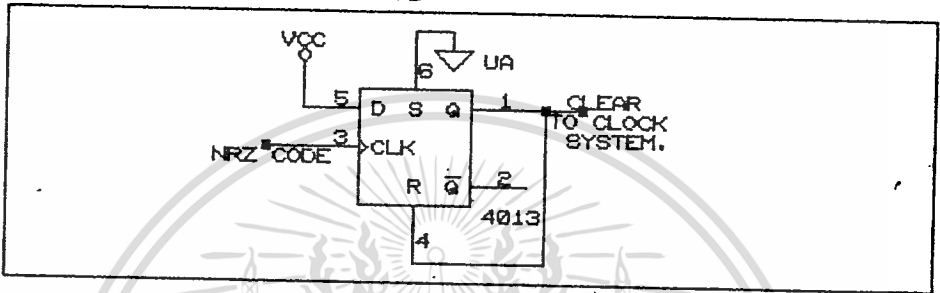 VCC
6
UA
5
D
S
Q
1
CLEAR
TO CLOCK
SYSTEM.
3
CLK
NRZ CODE
R
Q̅
2
4013
4